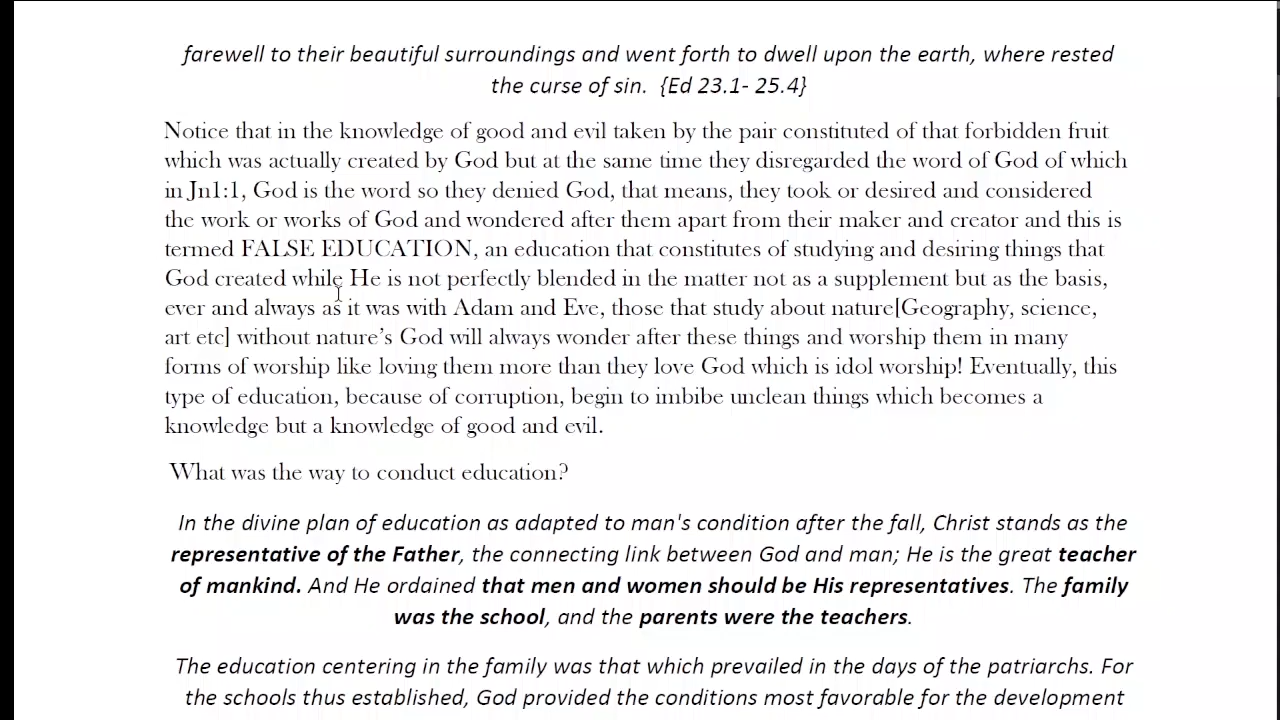 farewell to their beautiful surroundings and went forth to dwell upon the earth, where rested
the curse of sin.  {Ed 23.1- 25.4}
Notice that in the knowledge of good and evil taken by the pair constituted of that forbidden fruit
which was actually created by God but at the same time they disregarded the word of God of which
in Jn1:1, God is the word so they denied God, that means, they took or desired and considered
the work or works of God and wondered after them apart from their maker and creator and this is
termed FALSE EDUCATION, an education that constitutes of studying and desiring things that
God created while He is not perfectly blended in the matter not as a supplement but as the basis,
ever and always as it was with Adam and Eve, those that study about nature[Geography, science,
art etc] without nature’s God will always wonder after these things and worship them in many
forms of worship like loving them more than they love God which is idol worship! Eventually, this
type of education, because of corruption, begin to imbibe unclean things which becomes a
knowledge but a knowledge of good and evil.
What was the way to conduct education?
In the divine plan of education as adapted to man's condition after the fall, Christ stands as the
representative of the Father, the connecting link between God and man; He is the great teacher
of mankind. And He ordained that men and women should be His representatives. The family
was the school, and the parents were the teachers.
The education centering in the family was that which prevailed in the days of the patriarchs. For
the schools thus established, God provided the conditions most favorable for the development